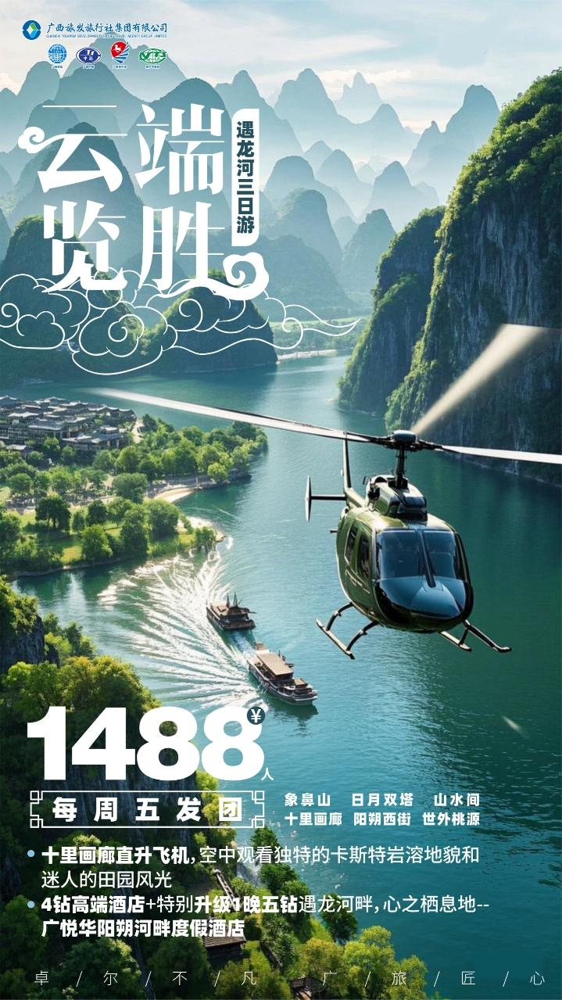 广西旅发旅行社集团有限公司
GUANGXI TOURISM DEVELOPMENT GROUP TRAVEL AGENCY GROUP LIMITED
云端
览胜
遇龙河三日游
1488
¥
人
每周五发团
象鼻山 日月双塔 山水间
十里画廊 阳朔西街 世外桃源
十里画廊直升飞机，空中观看独特的卡斯特岩溶地貌和
迷人的田园风光
4钻高端酒店+特别升级1晚五钻遇龙河畔，心之栖息地--
广悦华阳朔河畔度假酒店
卓/尔/不/凡/广/旅/匠/心